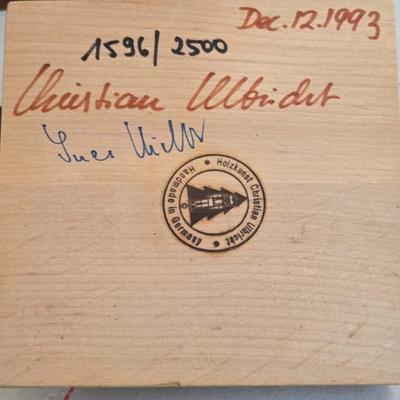 Dec. 12. 1993
1596/2500
Christian Ulbricht
Holzkunst Christian Ulbricht
Handmade in Germany